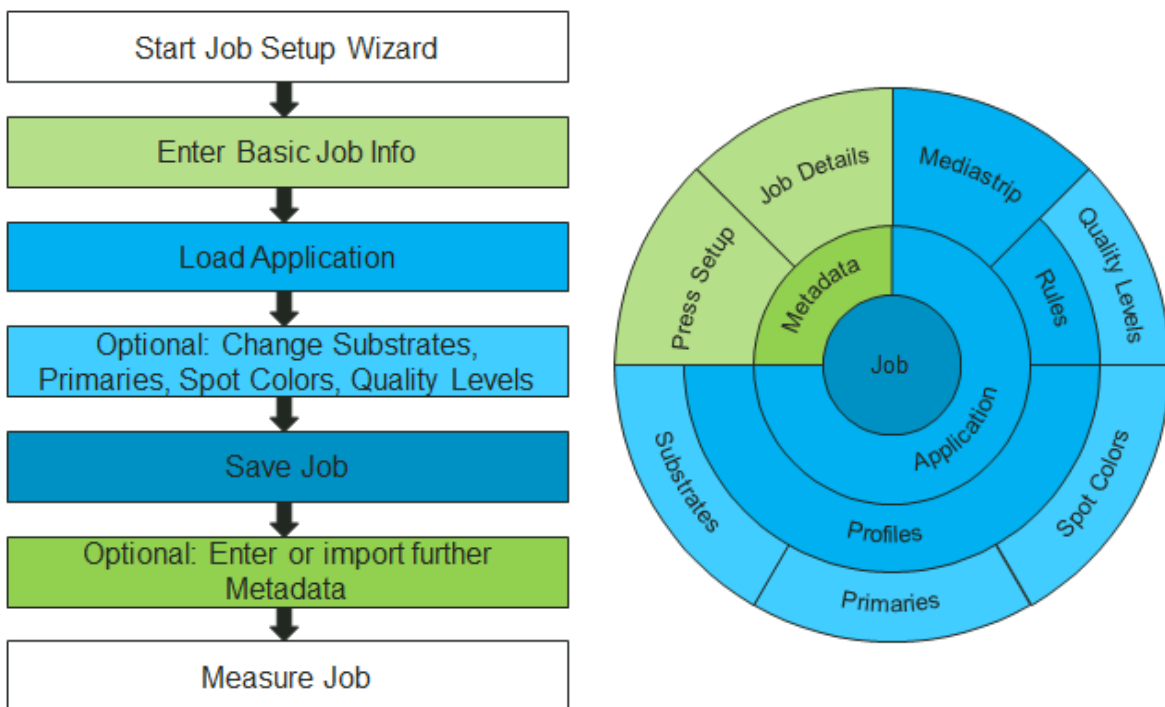 Start Job Setup Wizard
Enter Basic Job Info
Load Application
Optional: Change Substrates,
Primaries, Spot Colors, Quality Levels
Save Job
Optional: Enter or import further
Metadata
Measure Job
Job Details
Mediastrip
Press Setup
Metadata
Rules
Quality Levels
Job
Application
Substrates
Profiles
Spot Colors
Primaries